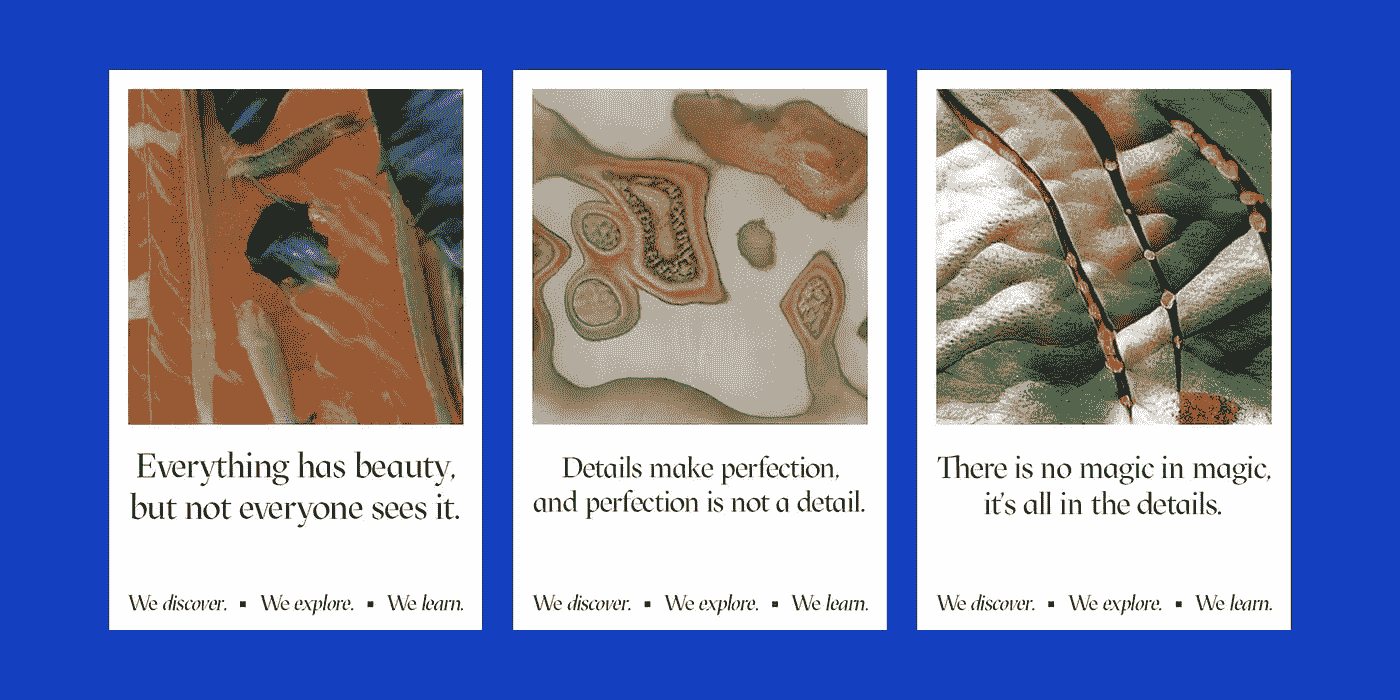 Everything has beauty,
but not everyone sees it.
We discover. ▪ We explore. ▪ We learn.
Details make perfection,
and perfection is not a detail.
We discover. ▪ We explore. ▪ We learn.
There is no magic in magic,
it's all in the details.
We discover. ▪ We explore. ▪ We learn.